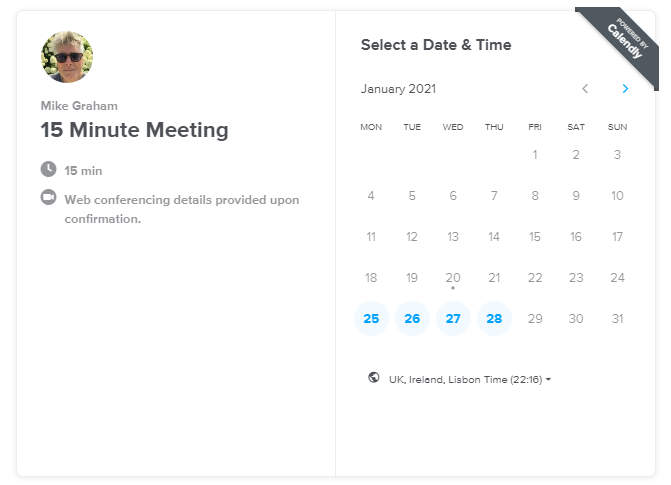 Mike Graham
15 Minute Meeting
15 min
Web conferencing details provided upon
confirmation.
Select a Date & Time
POWERED BY
Calendly
January 2021
MON TUE WED THU FRI SAT SUN
1 2 3
4 5 6 7 8 9 10
11 12 13 14 15 16 17
18 19 20 21 22 23 24
25 26 27 28 29 30 31
UK, Ireland, Lisbon Time (22:16)